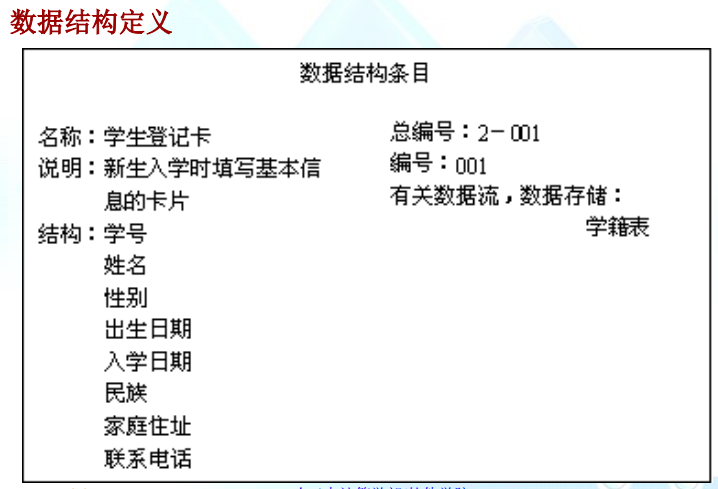 数据结构定义
数据结构条目
名称：学生登记卡
总编号：2－001
说明：新生入学时填写基本信
编号：001
息的卡片
有关数据流，数据存储：
学籍表
结构：学号
姓名
性别
出生日期
入学日期
民族
家庭住址
联系电话